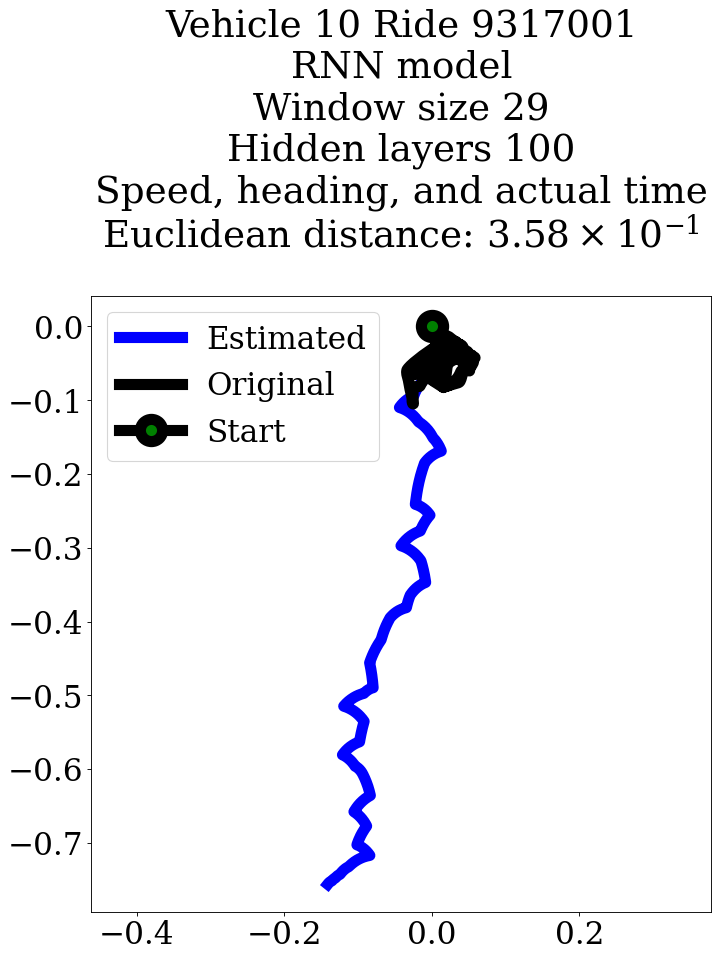 Vehicle 10 Ride 9317001
RNN model
Window size 29
Hidden layers 100
Speed, heading, and actual time
Euclidean distance: 3.58 × 10⁻¹
Estimated
Original
Start
0.0
−0.1
−0.2
−0.3
−0.4
−0.5
−0.6
−0.7
−0.4 −0.2 0.0 0.2